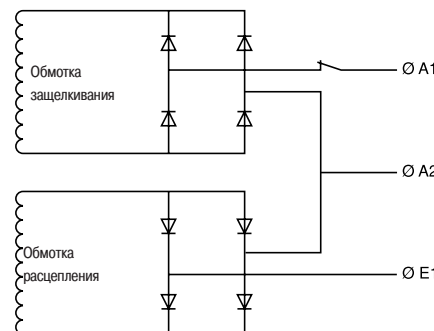 Обмотка
защелкивания
Ø A1
Ø A2
Обмотка
расцепления
Ø E1